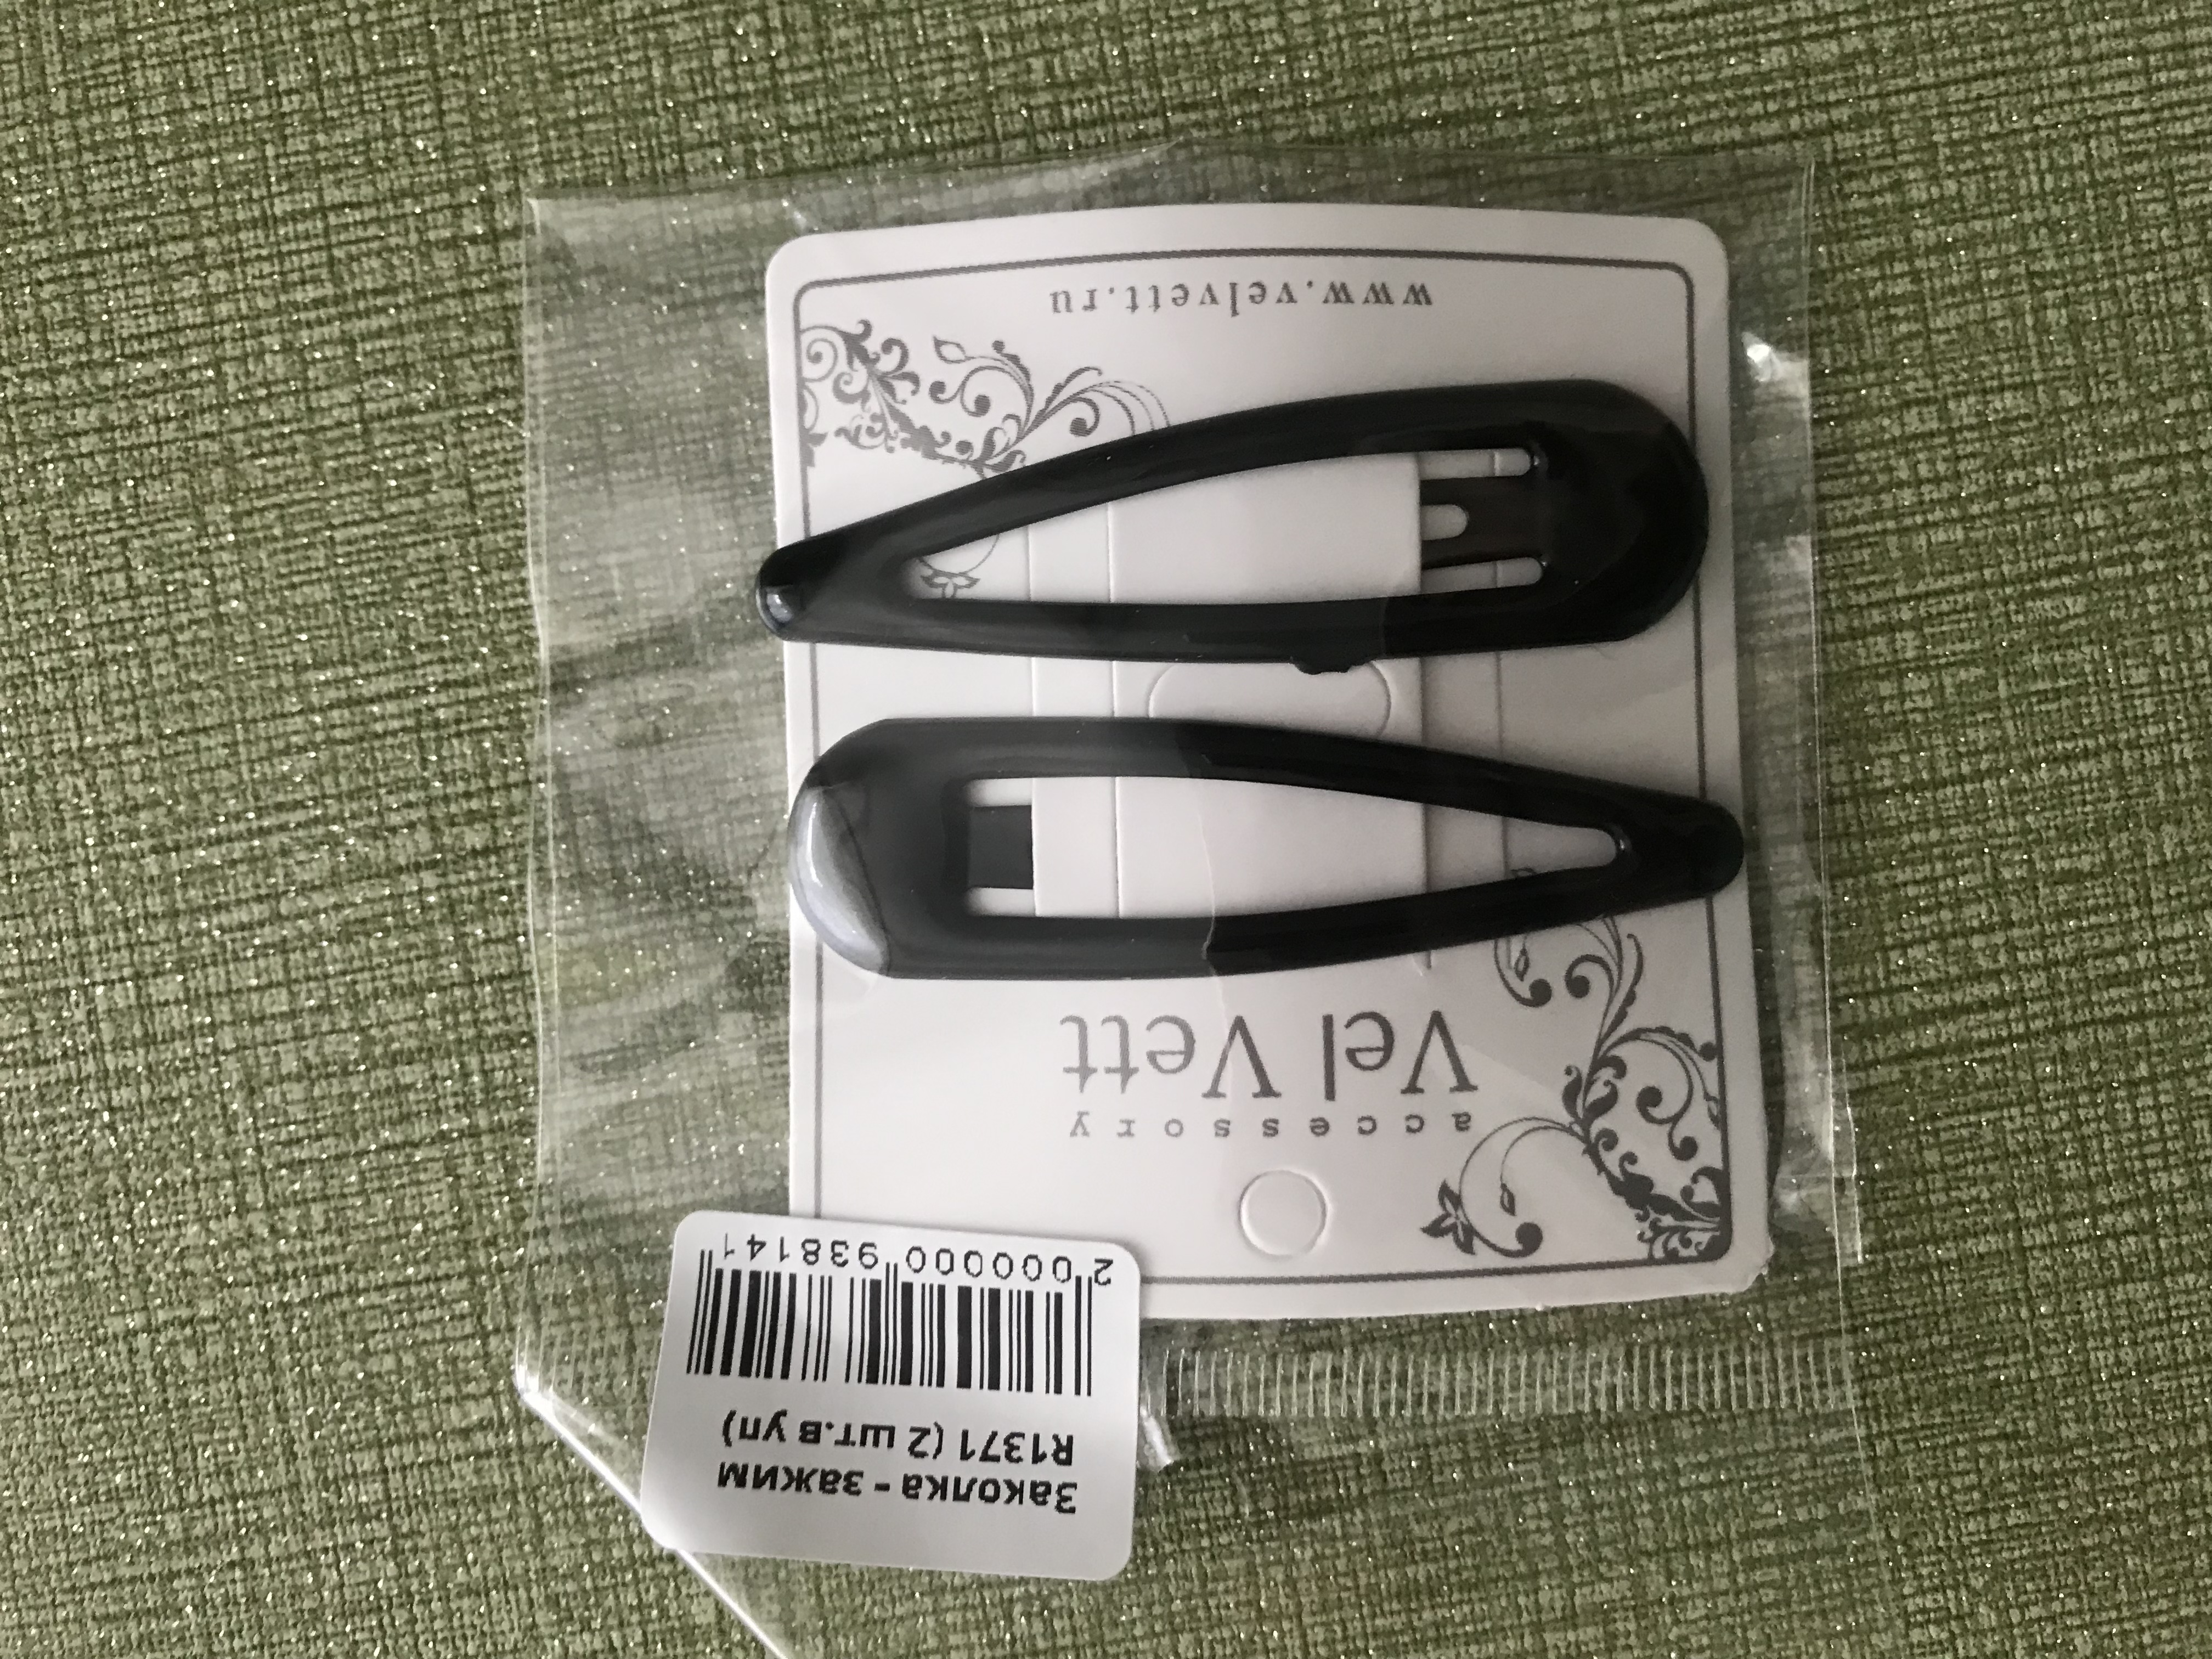 Заколка - зажим
R1371 (2 шт.в уп)
2 000000 938141
accessory
Vel Vett
www.velvett.ru